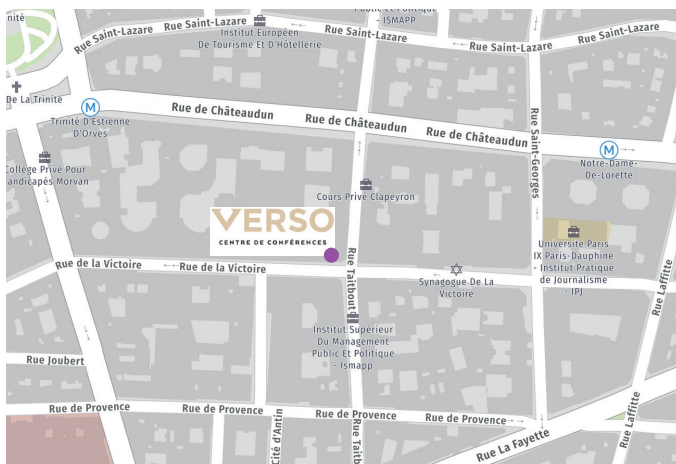 nité
Rue Saint-Lazare
Rue Saint-Lazare
Institut Européen
De Tourisme Et D'Hôtellerie
Public Et Politique
- ISMAPP
Rue Saint-Lazare
Rue Saint-Lazare
De La Trinité
M
Trinité D'Estienne
D'Orves
Rue de Châteaudun
Rue de Châteaudun
Rue de Châteaudun
Rue Saint-Georges
M
Notre-Dame-
De-Lorette
Collège Privé Pour
andicapés Morvan
Cours Privé Clapeyron
VERSO
CENTRE DE CONFÉRENCES
Rue de la Victoire
Rue de la Victoire
Rue Taitbout
Synagogue De La
Victoire
Université Paris
IX Paris-Dauphine
- Institut Pratique
de Journalisme
- IPJ
Rue Laffitte
Institut Supérieur
Du Management
Public Et Politique
- Ismapp
Rue Joubert
Rue de Provence
Rue de Provence
Rue de Provence
Rue de Provence
Cité d'Antin
Rue Taitb
Rue La Fayette
Rue Laffitte